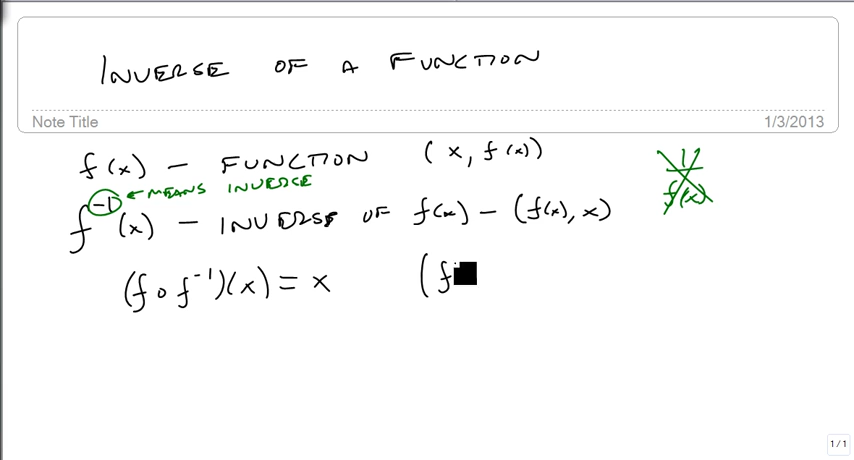 INVERSE OF A FUNCTION
Note Title
1/3/2013
f(x) — FUNCTION (x, f(x))
1/f(x)
-1 ← MEANS INVERSE
f⁻¹(x) — INVERSE OF f(x) — (f(x), x)
(f ∘ f⁻¹)(x) = x (f
1 / 1